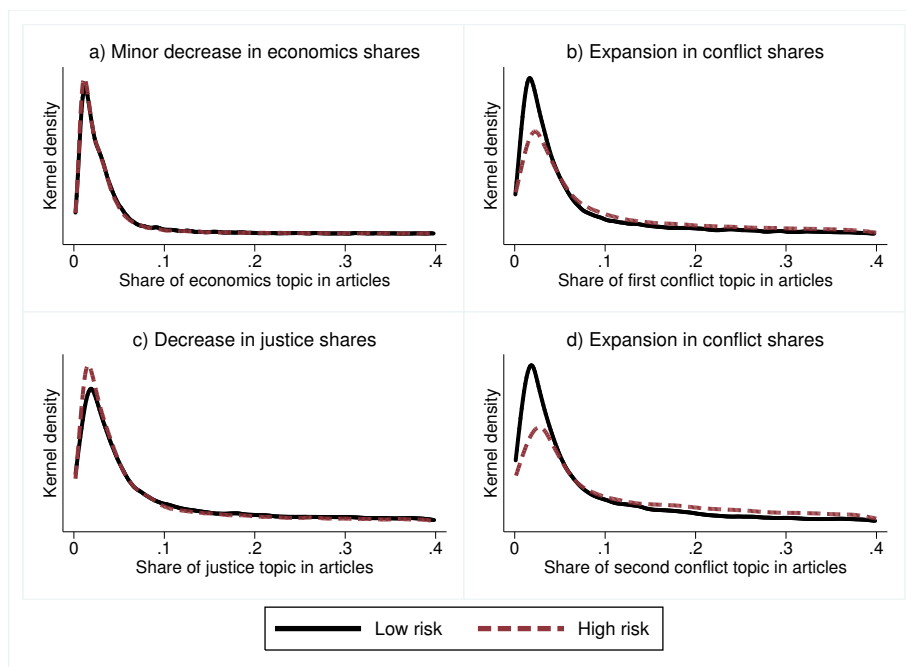 a) Minor decrease in economics shares
Kernel density
0 .1 .2 .3 .4
Share of economics topic in articles
b) Expansion in conflict shares
Kernel density
0 .1 .2 .3 .4
Share of first conflict topic in articles
c) Decrease in justice shares
Kernel density
0 .1 .2 .3 .4
Share of justice topic in articles
d) Expansion in conflict shares
Kernel density
0 .1 .2 .3 .4
Share of second conflict topic in articles
Low risk High risk